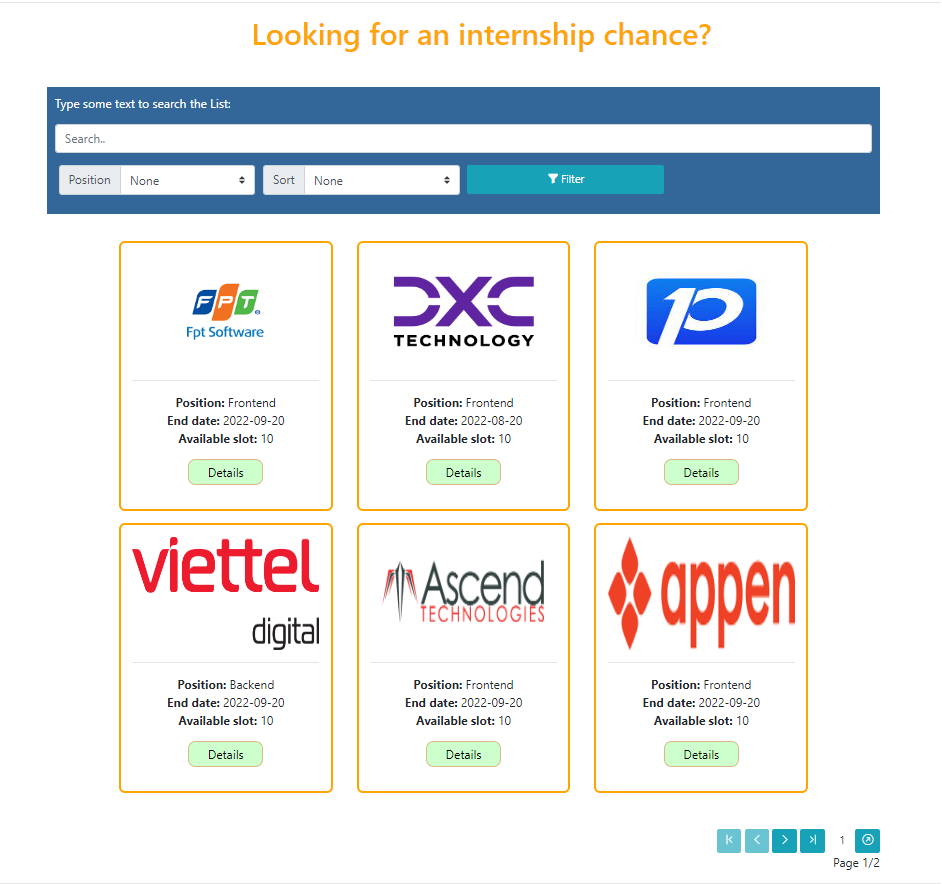 Looking for an internship chance?
Type some text to search the List:
Search..
Position None Sort None Filter
FPT
Fpt Software
DXC
TECHNOLOGY
Position: Frontend
End date: 2022-09-20
Available slot: 10
Details
Position: Frontend
End date: 2022-08-20
Available slot: 10
Details
Position: Frontend
End date: 2022-09-20
Available slot: 10
Details
viettel
digital
Ascend
TECHNOLOGIES
appen
Position: Backend
End date: 2022-09-20
Available slot: 10
Details
Position: Frontend
End date: 2022-09-20
Available slot: 10
Details
Position: Frontend
End date: 2022-09-20
Available slot: 10
Details
1
Page 1/2